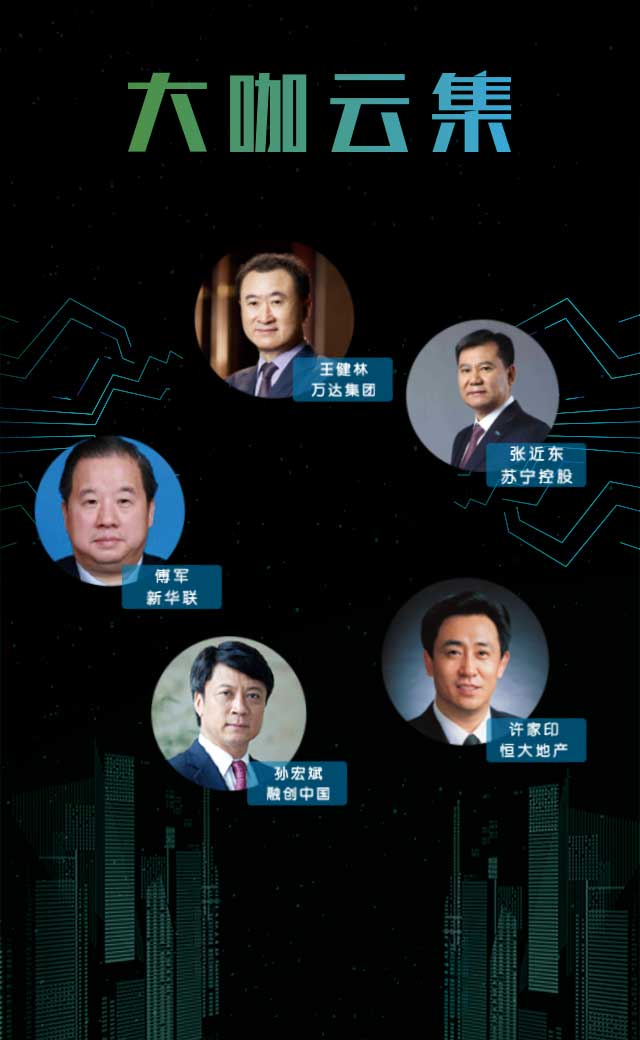 大咖云集
王健林
万达集团
张近东
苏宁控股
傅军
新华联
许家印
恒大地产
孙宏斌
融创中国